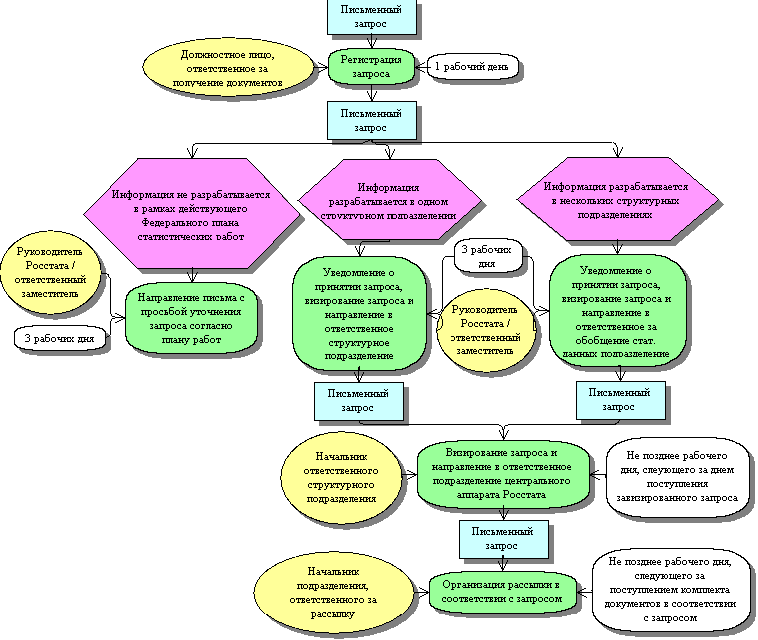 Письменный
запрос
Должностное лицо,
ответственное за
получение документов
Регистрация
запроса
1 рабочий день
Письменный
запрос
Информация не разрабатывается
в рамках действующего
Федерального плана
статистических работ
Информация
разрабатывается в одном
структурном подразделении
Информация разрабатывается
в нескольких структурных
подразделениях
Руководитель
Росстата /
ответственный
заместитель
3 рабочих дня
Направление письма с
просьбой уточнения
запроса согласно
плану работ
Уведомление о
принятии запроса,
визирование запроса и
направление в
ответственное
структурное
подразделение
3 рабочих
дня
Руководитель
Росстата /
ответственный
заместитель
Уведомление о
принятии запроса,
визирование запроса и
направление в
ответственное за
обобщение стат.
данных подразделение
Письменный
запрос
Письменный
запрос
Начальник
ответственного
структурного
подразделения
Визирование запроса и
направление в ответственное
подразделение центрального
аппарата Росстата
Не позднее рабочего
дня, слеующего за днем
поступления
завизированного запроса
Письменный
запрос
Начальник
подразделения,
ответственного за
рассылку
Организация рассылки в
соответствии с запросом
Не позднее рабочего дня,
следующего за
поступлением комплекта
документов в соответствии
с запросом